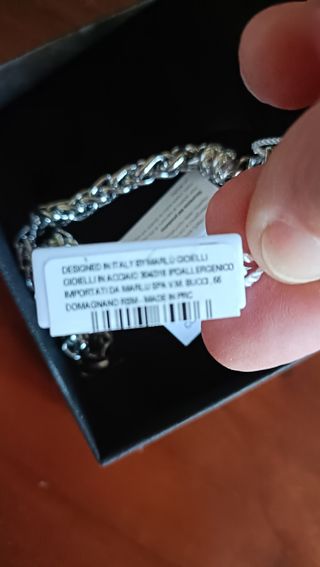 DESIGNED IN ITALY BY MARLÙ GIOIELLI
GIOIELLI IN ACCIAIO 304/316 IPOALLERGENICO
IMPORTATI DA MARLU SPA V.M. BUCCI, 65
DOMAGNANO RSM - MADE IN PRC